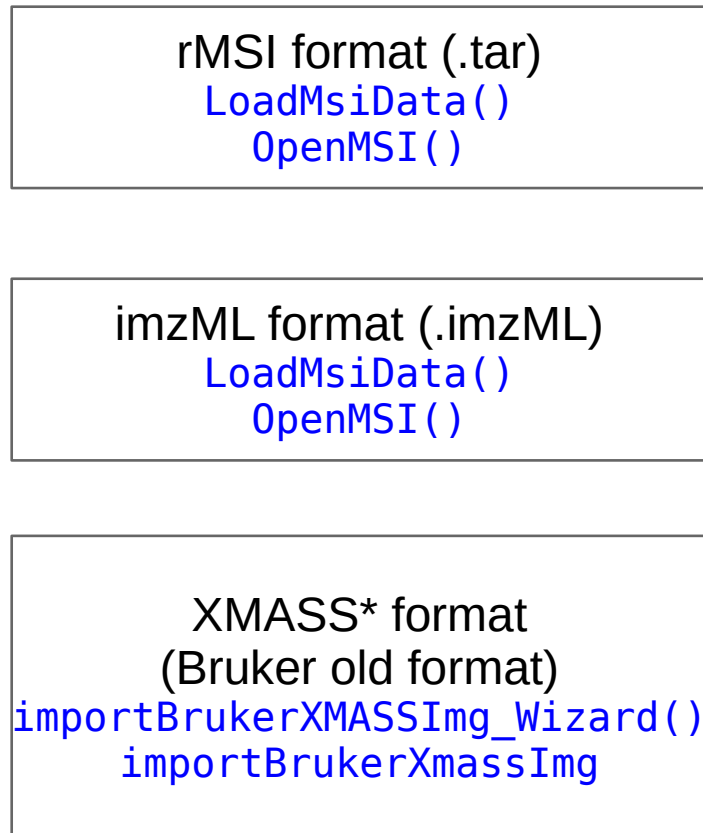 rMSI format (.tar)
LoadMsiData()
OpenMSI()
imzML format (.imzML)
LoadMsiData()
OpenMSI()
XMASS* format
(Bruker old format)
importBrukerXMASSImg_Wizard()
importBrukerXmassImg